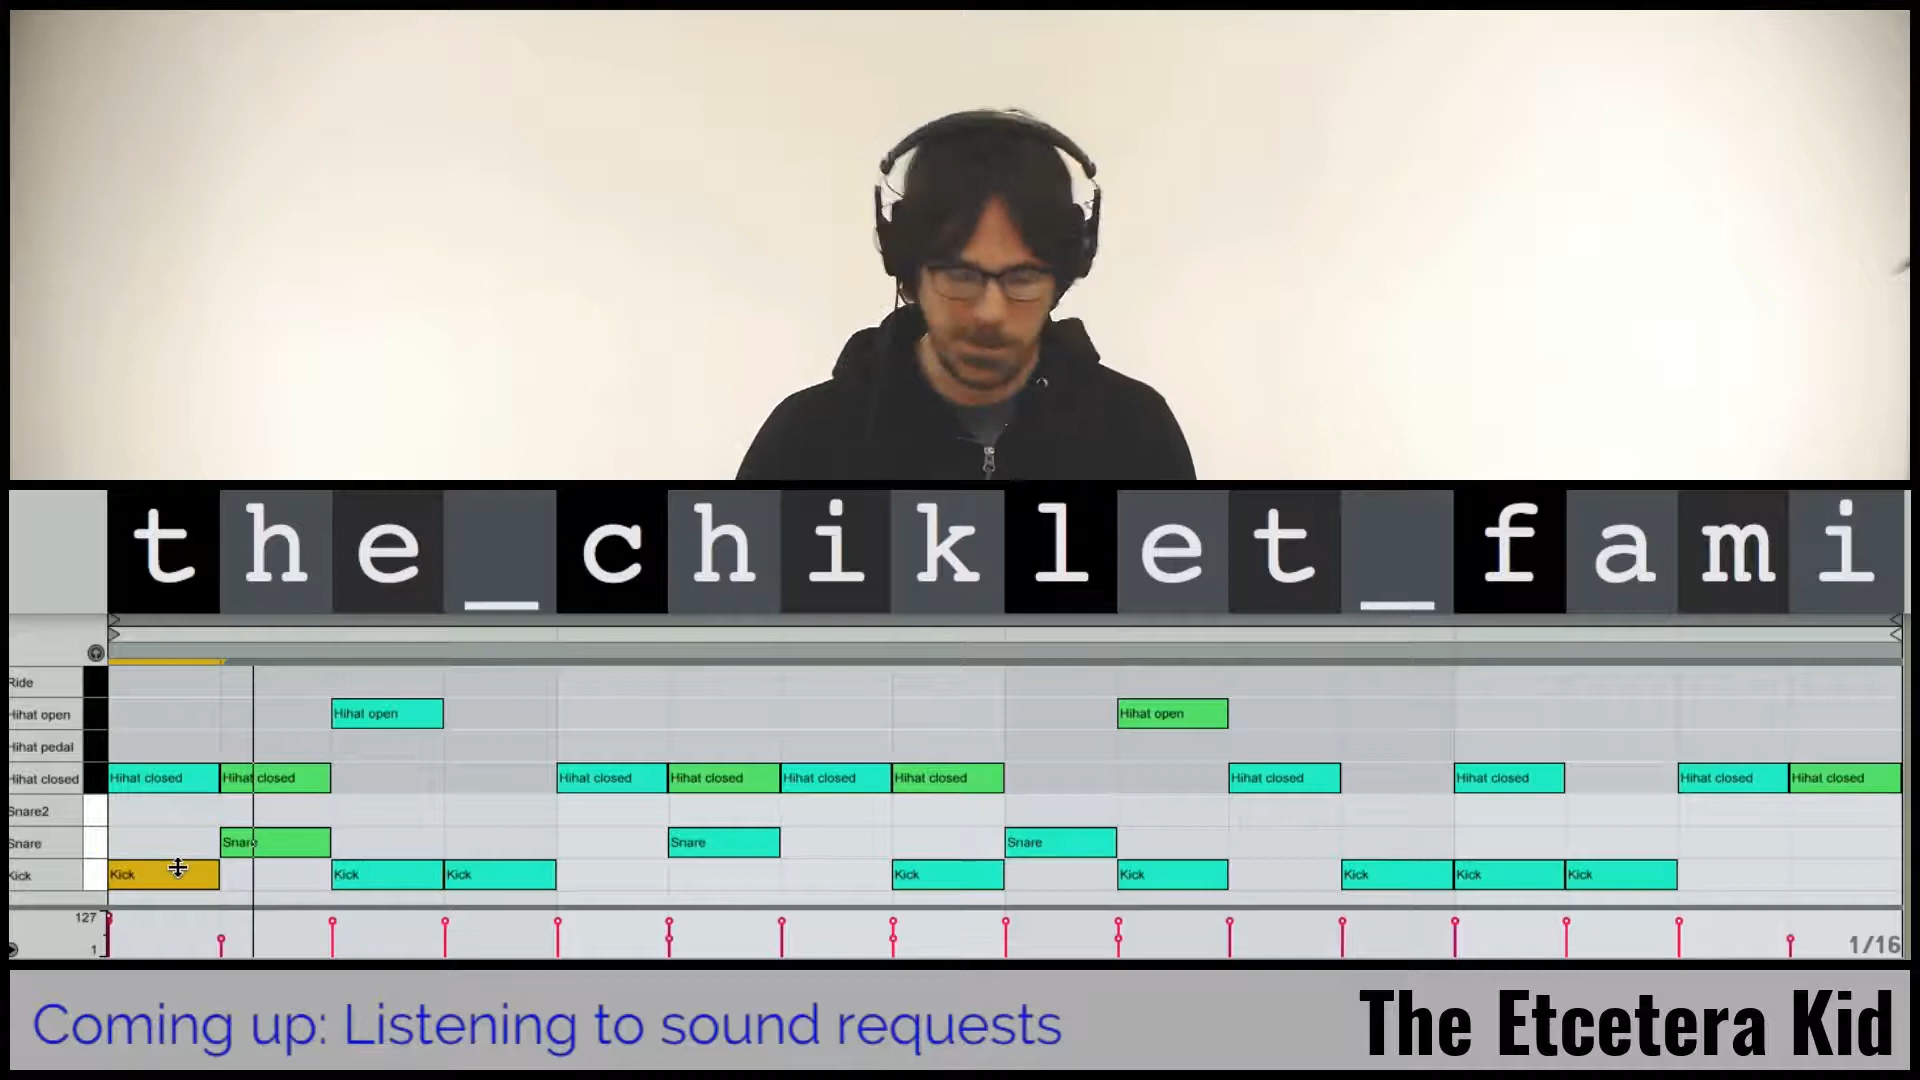 the_chiklet_fami
Ride
Hihat open Hihat open Hihat open
Hihat pedal
Hihat closed Hihat closed Hihat closed Hihat closed Hihat closed Hihat closed Hihat closed Hihat closed Hihat closed Hihat closed Hihat closed
Snare2
Snare Snare Snare Snare
Kick Kick Kick Kick Kick Kick Kick Kick Kick
127
1
1/16
Coming up: Listening to sound requests
The Etcetera Kid